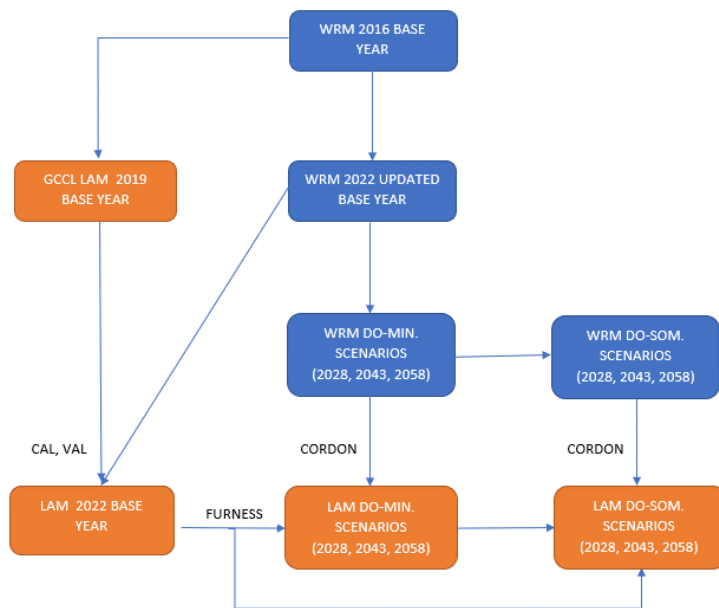 WRM 2016 BASE
YEAR
GCCL LAM 2019
BASE YEAR
WRM 2022 UPDATED
BASE YEAR
WRM DO-MIN.
SCENARIOS
(2028, 2043, 2058)
WRM DO-SOM.
SCENARIOS
(2028, 2043, 2058)
CAL, VAL
CORDON
CORDON
LAM 2022 BASE
YEAR
FURNESS
LAM DO-MIN.
SCENARIOS
(2028, 2043, 2058)
LAM DO-SOM.
SCENARIOS
(2028, 2043, 2058)